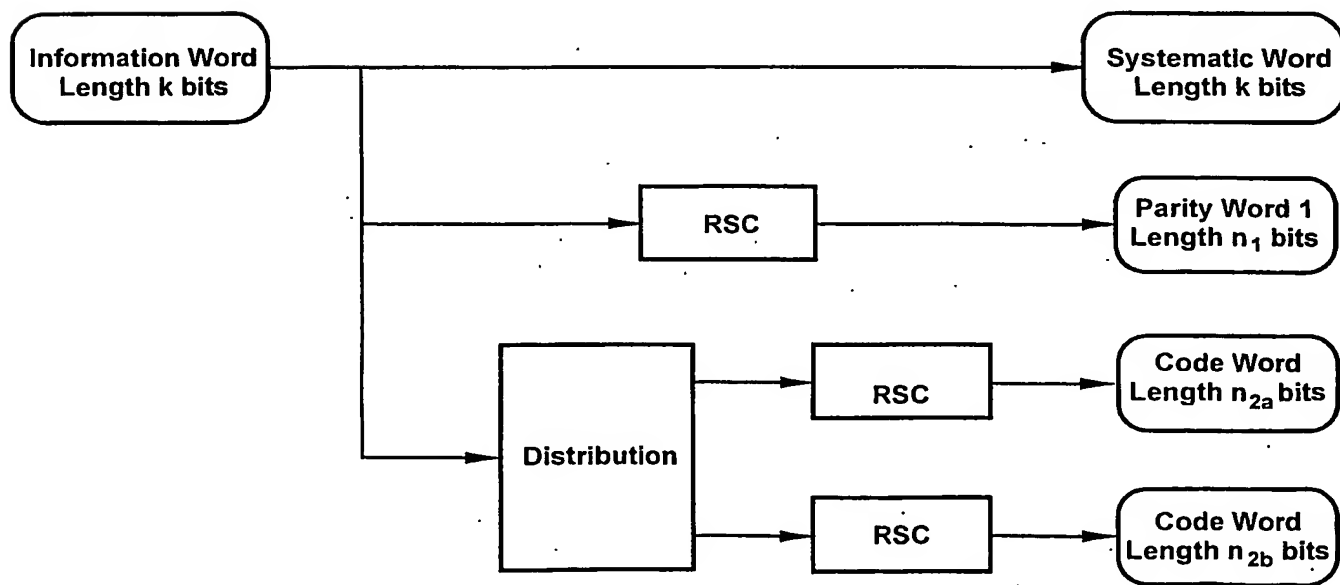 Information Word
Length k bits
Systematic Word
Length k bits
RSC
Parity Word 1
Length n1 bits
Distribution
RSC
Code Word
Length n2a bits
RSC
Code Word
Length n2b bits